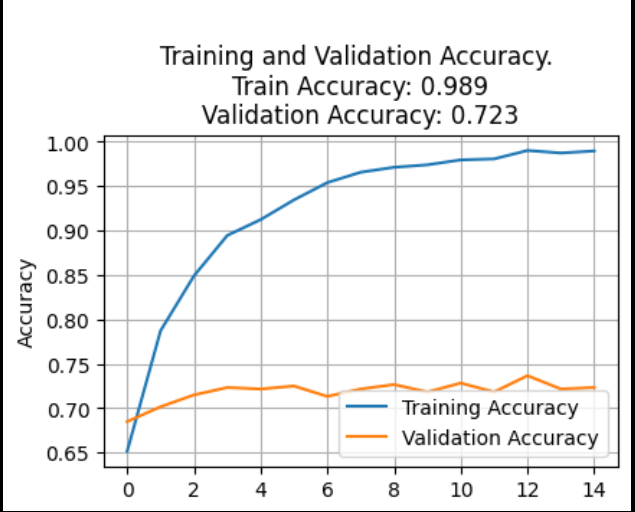 Training and Validation Accuracy.
Train Accuracy: 0.989
Validation Accuracy: 0.723
1.00
0.95
0.90
0.85
0.80
0.75
0.70
0.65
Accuracy
Training Accuracy
Validation Accuracy
0 2 4 6 8 10 12 14